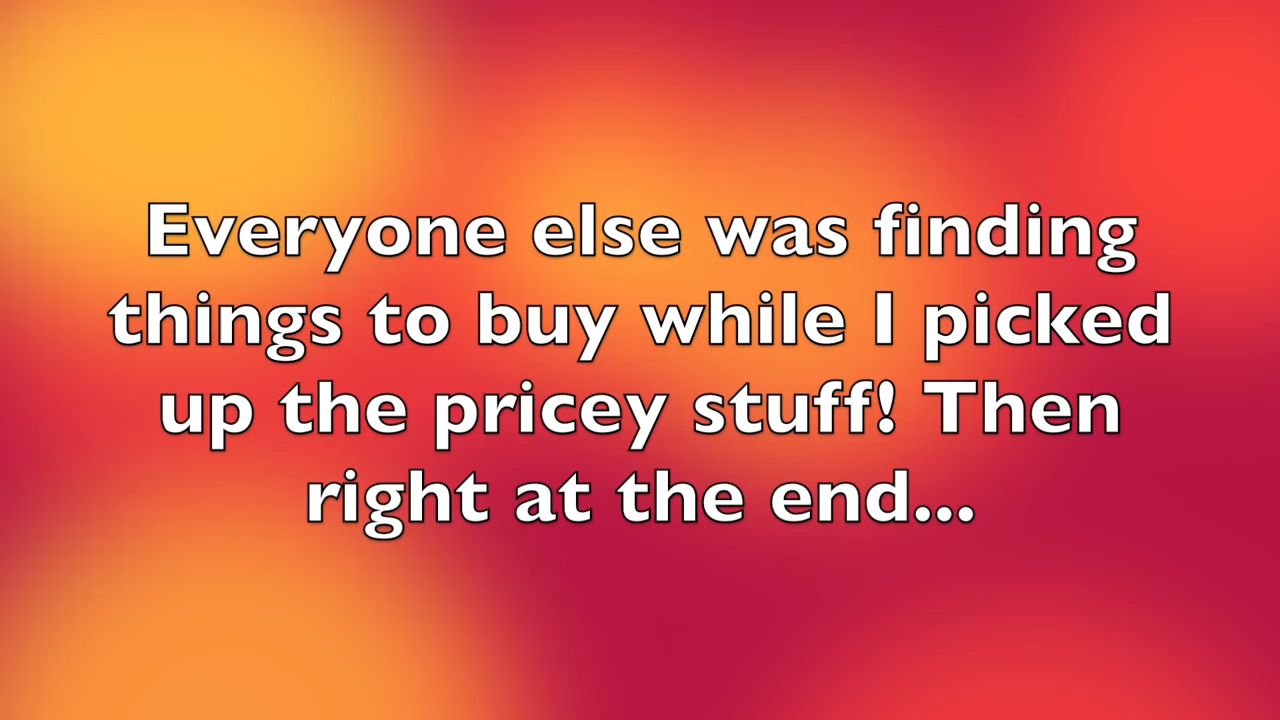 Everyone else was finding
things to buy while I picked
up the pricey stuff! Then
right at the end...